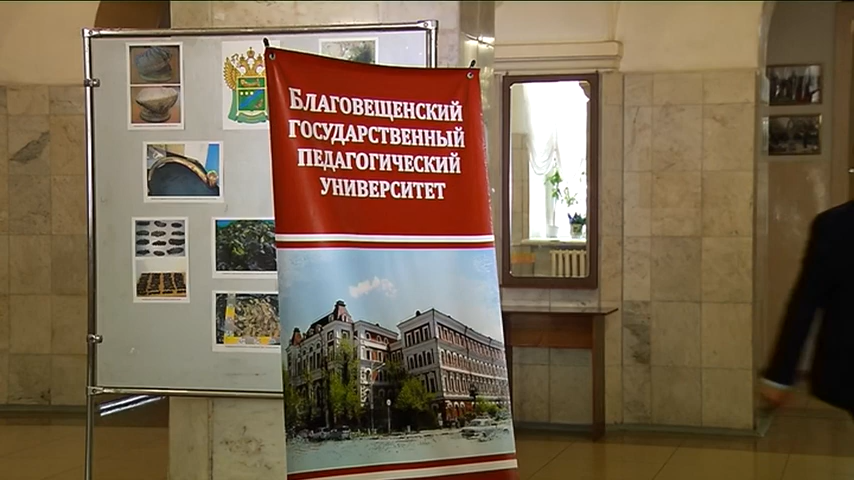 БЛАГОВЕЩЕНСКИЙ
ГОСУДАРСТВЕННЫЙ
ПЕДАГОГИЧЕСКИЙ
УНИВЕРСИТЕТ